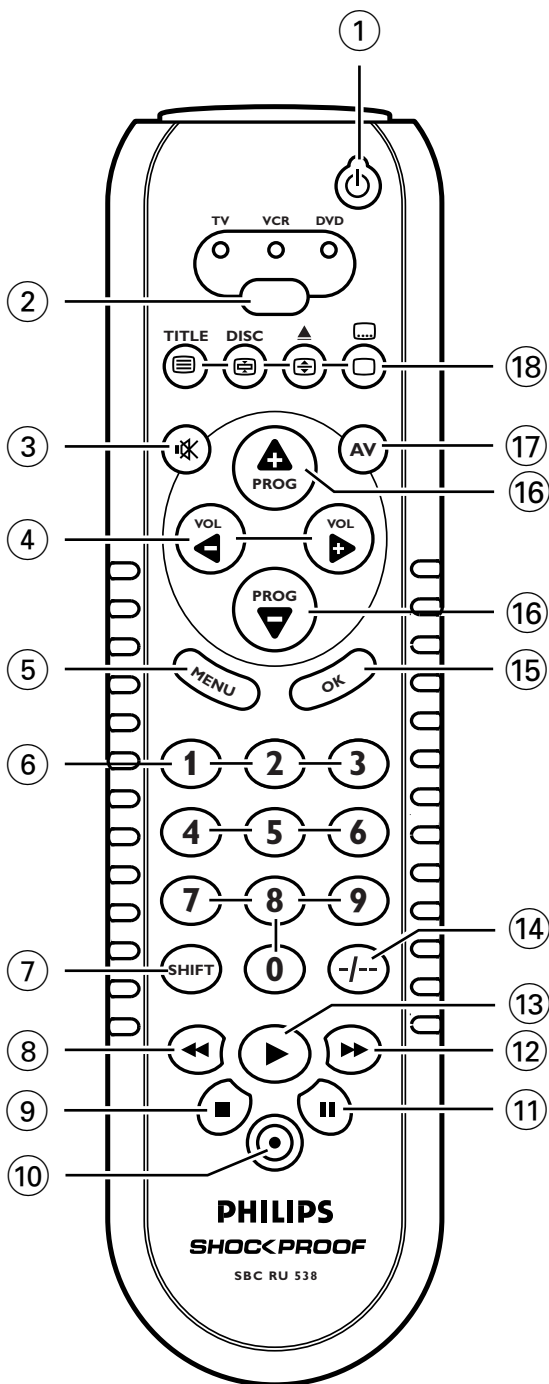 1
TV VCR DVD
2
TITLE DISC
18
3
AV
17
PROG
16
4
VOL VOL
PROG
16
5
MENU
OK
15
6
1 2 3
4 5 6
7 8 9
14
7
SHIFT
0
-/--
13
8
12
9
11
10
PHILIPS
SHOCKPROOF
SBC RU 538